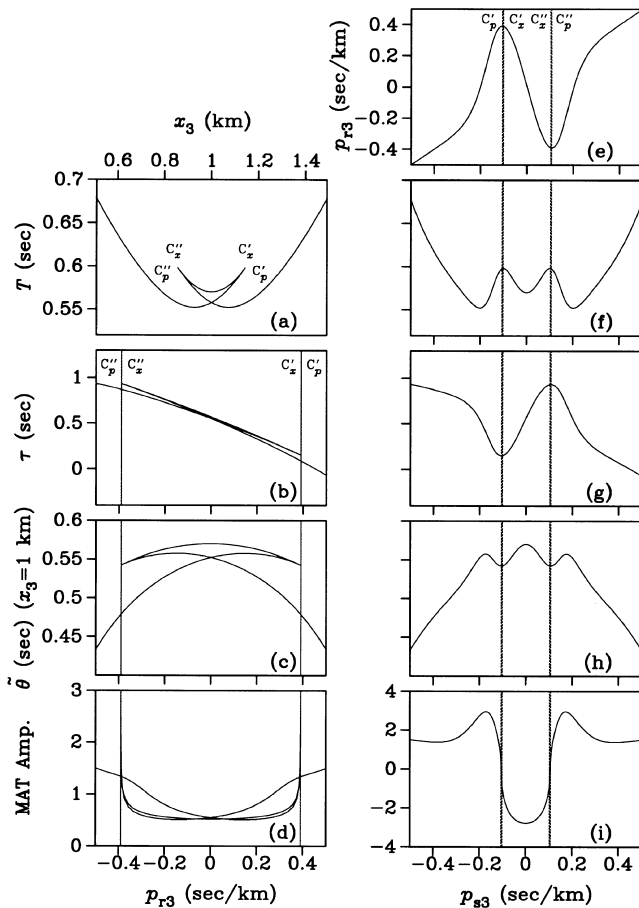 x3 (km)
0.6 0.8 1 1.2 1.4
0.7
0.65
0.6
0.55
T (sec)
C″x C′x
C″p C′p
(a)
C″p C″x C′x C′p
1
0.5
0
τ (sec)
(b)
0.6
0.55
0.5
0.45
θ̃ (sec) (x3=1 km)
(c)
3
2
1
0
MAT Amp.
(d)
-0.4 -0.2 0 0.2 0.4
pr3 (sec/km)
0.4
0.2
0
-0.2
-0.4
pr3 (sec/km)
C′p C′x C″x C″p
(e)
(f)
(g)
(h)
4
2
0
-2
-4
(i)
-0.4 -0.2 0 0.2 0.4
ps3 (sec/km)